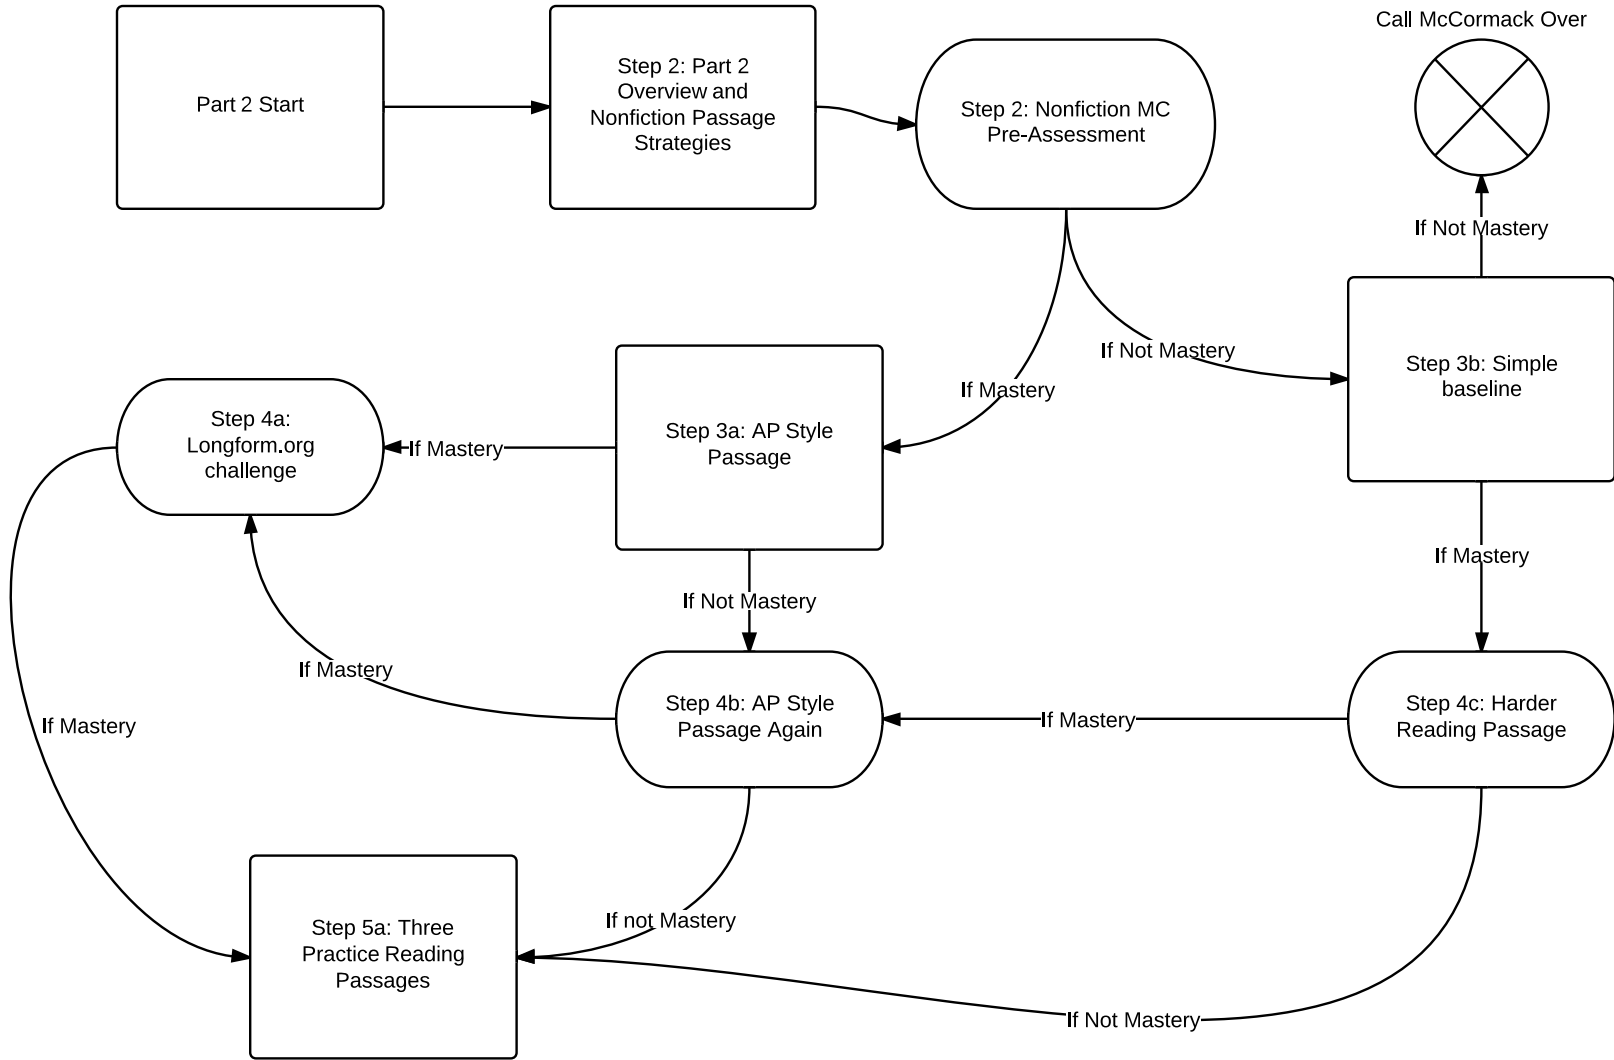 Call McCormack Over
Part 2 Start
Step 2: Part 2
Overview and
Nonfiction Passage
Strategies
Step 2: Nonfiction MC
Pre-Assessment
If Not Mastery
If Not Mastery
If Mastery
Step 3b: Simple
baseline
Step 3a: AP Style
Passage
Step 4a:
Longform.org
challenge
If Mastery
If Mastery
If Not Mastery
If Mastery
Step 4b: AP Style
Passage Again
If Mastery
Step 4c: Harder
Reading Passage
If Mastery
If not Mastery
Step 5a: Three
Practice Reading
Passages
If Not Mastery